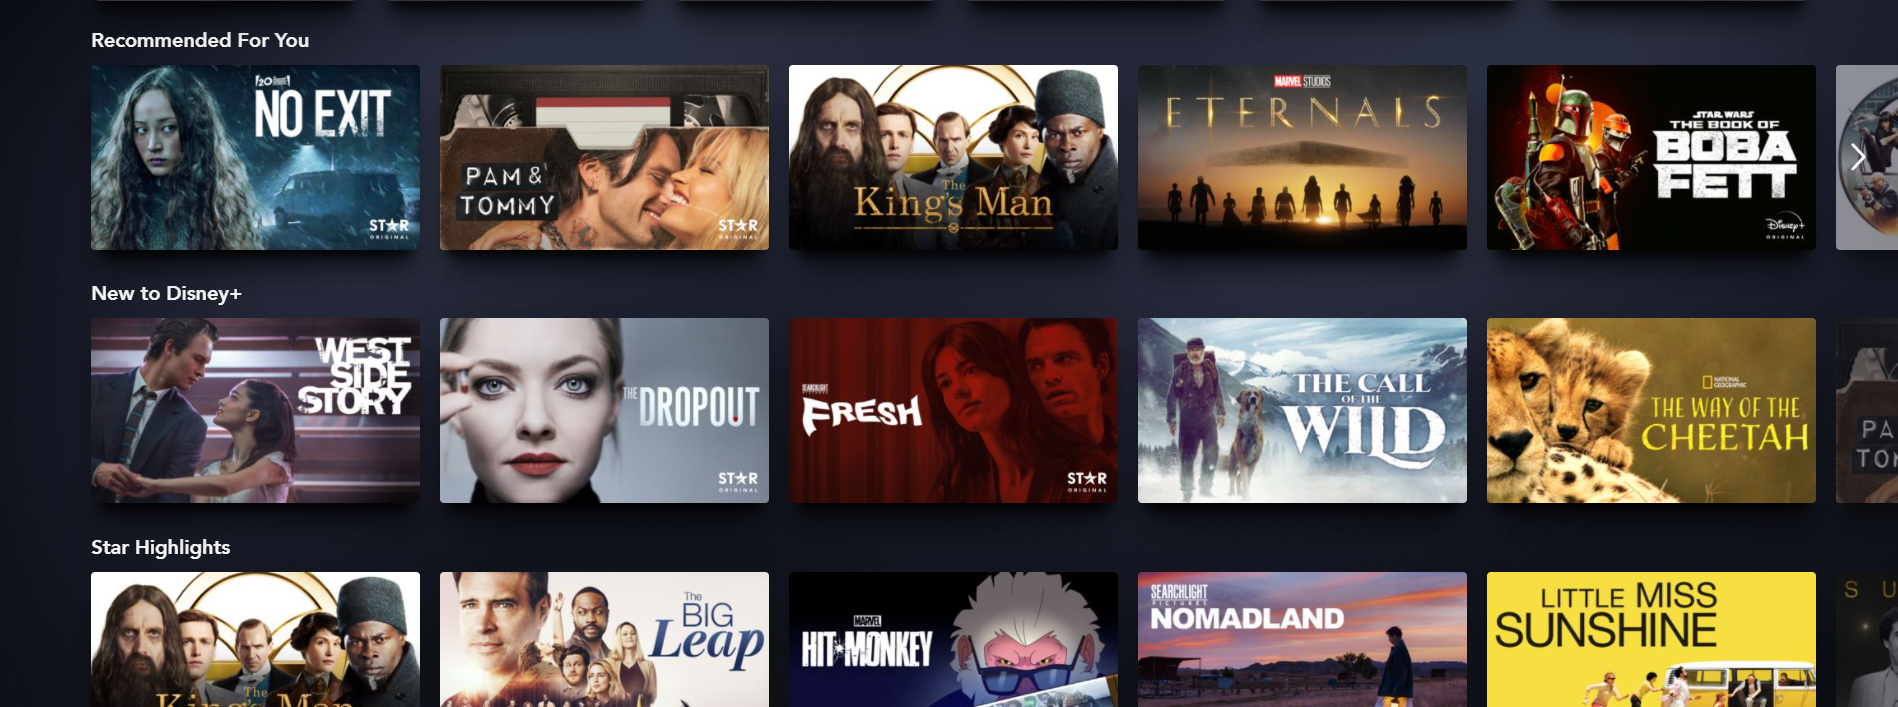 Recommended For You
20TH CENTURY STUDIOS
NO EXIT
STAR
ORIGINAL
PAM &
TOMMY
STAR
ORIGINAL
The
King's Man
MARVEL STUDIOS
ETERNALS
STAR WARS
THE BOOK OF
BOBA
FETT
Disney+
ORIGINAL
New to Disney+
WEST
SIDE
STORY
THE DROPOUT
STAR
ORIGINAL
SEARCHLIGHT
PICTURES
FRESH
STAR
ORIGINAL
THE CALL
OF THE
WILD
NATIONAL
GEOGRAPHIC
THE WAY OF THE
CHEETAH
PA
TO
Star Highlights
The
King's Man
The
BIG
Leap
MARVEL
HIT-MONKEY
SEARCHLIGHT
PICTURES
NOMADLAND
LITTLE MISS
SUNSHINE
S U